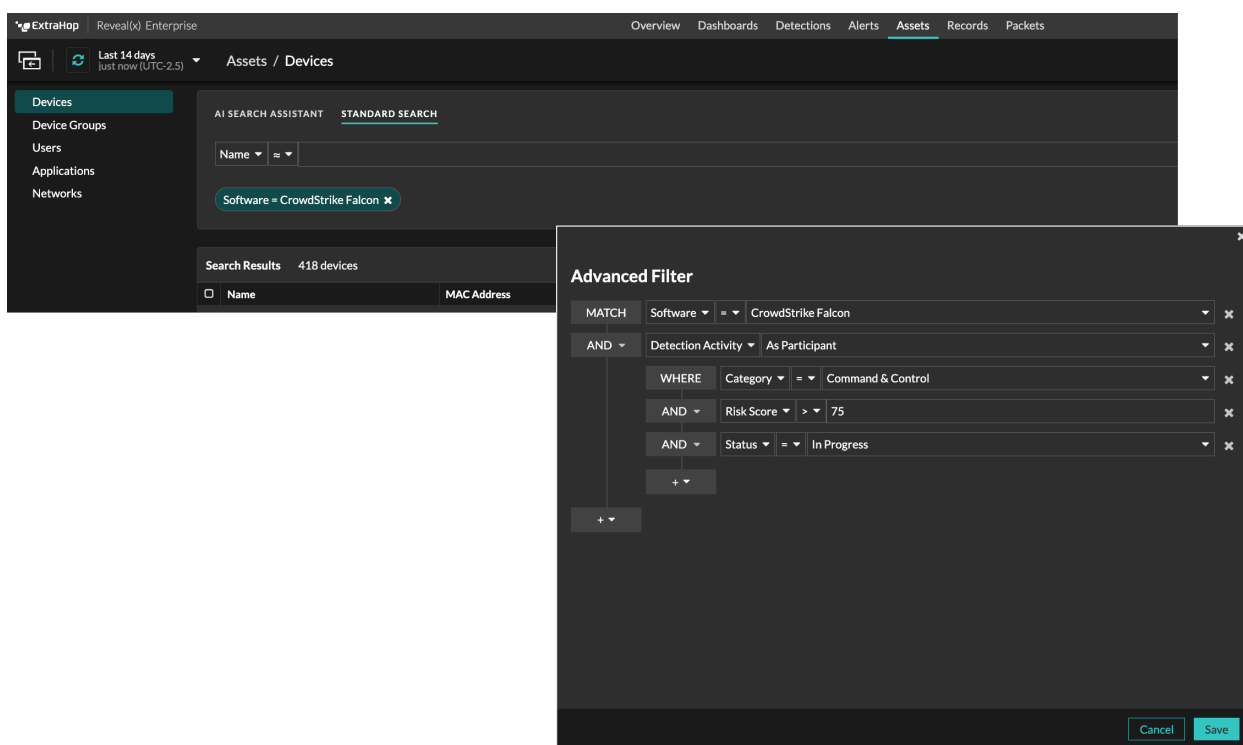 ExtraHop Reveal(x) Enterprise Overview Dashboards Detections Alerts Assets Records Packets
Last 14 days
just now (UTC-2.5)
Assets / Devices
Devices
Device Groups
Users
Applications
Networks
AI SEARCH ASSISTANT STANDARD SEARCH
Name ≈
Software = CrowdStrike Falcon ×
Search Results 418 devices
Name MAC Address
Advanced Filter
MATCH Software = CrowdStrike Falcon
AND Detection Activity As Participant
WHERE Category = Command & Control
AND Risk Score > 75
AND Status = In Progress
+
+
Cancel Save